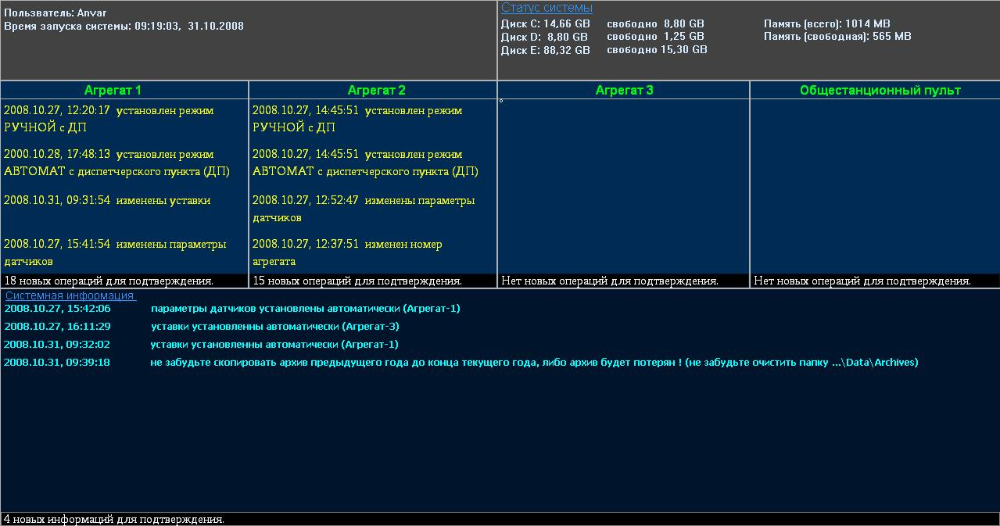 Пользватель: Anvar
Время запуска системы: 09:19:03, 31.10.2008
Статус системы
Диск C: 14,66 GB свободно 8,80 GB Память (всего): 1014 MB
Диск D: 8,80 GB свободно 1,25 GB Память (свободная): 565 MB
Диск E: 88,32 GB свободно 15,30 GB
Агрегат 1
2008.10.27, 12:20:17 установлен режим
РУЧНОЙ с ДП
2000.10.28, 17:48:13 установлен режим
АВТОМАТ с диспетчерского пункта (ДП)
2008.10.31, 09:31:54 изменены уставки
2008.10.27, 15:41:54 изменены параметры
датчиков
18 новых операций для подтверждения.
Агрегат 2
2008.10.27, 14:45:51 установлен режим
РУЧНОЙ с ДП
2008.10.27, 14:45:51 установлен режим
АВТОМАТ с диспетчерского пункта (ДП)
2008.10.27, 12:52:47 изменены параметры
датчиков
2008.10.27, 12:37:51 изменен номер
агрегата
15 новых операций для подтверждения.
Агрегат 3
Нет новых операций для подтверждения.
Общестанционный пульт
Нет новых операций для подтверждения.
Системная информация
2008.10.27, 15:42:06 параметры датчиков установлены автоматически (Агрегат-1)
2008.10.27, 16:11:29 уставки установленны автоматически (Агрегат-3)
2008.10.31, 09:32:02 уставки установленны автоматически (Агрегат-1)
2008.10.31, 09:39:18 не забудьте скопировать архив предыдущего года до конца текущего года, либо архив будет потерян ! (не забудьте очистить папку ...\Data\Archives)
4 новых информаций для подтверждения.